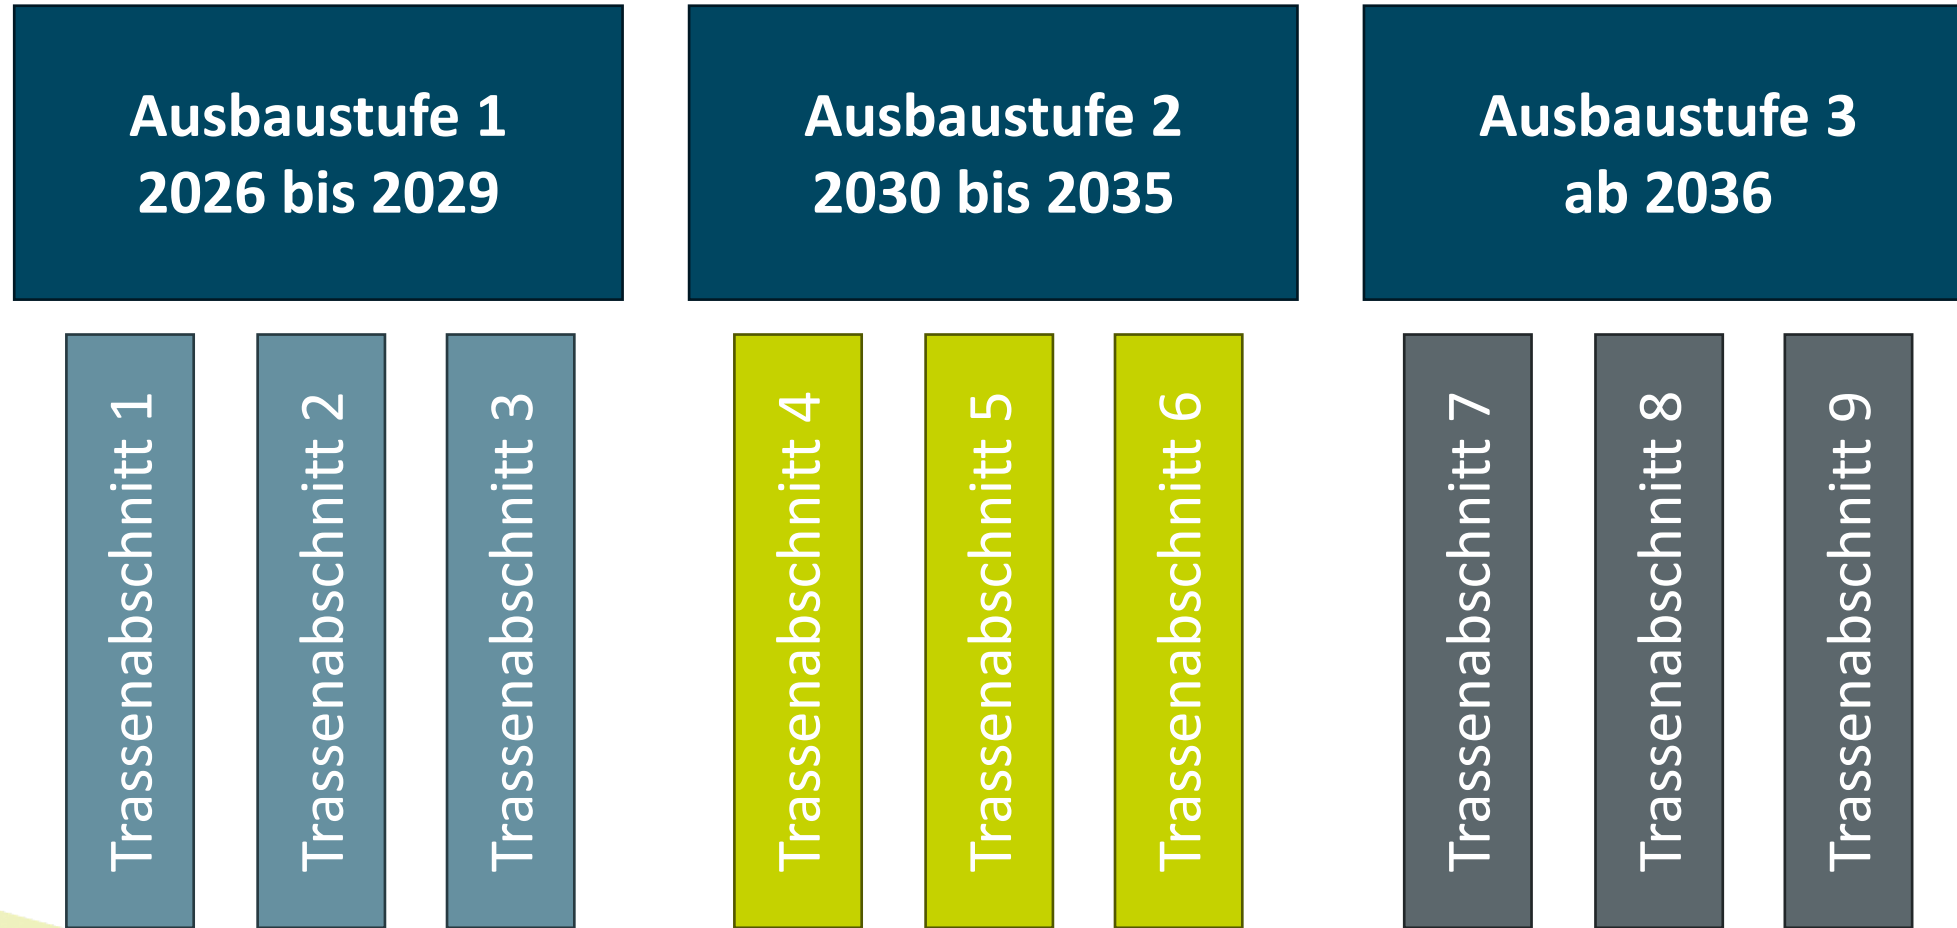 Ausbaustufe 1
2026 bis 2029
Ausbaustufe 2
2030 bis 2035
Ausbaustufe 3
ab 2036
Trassenabschnitt 1
Trassenabschnitt 2
Trassenabschnitt 3
Trassenabschnitt 4
Trassenabschnitt 5
Trassenabschnitt 6
Trassenabschnitt 7
Trassenabschnitt 8
Trassenabschnitt 9